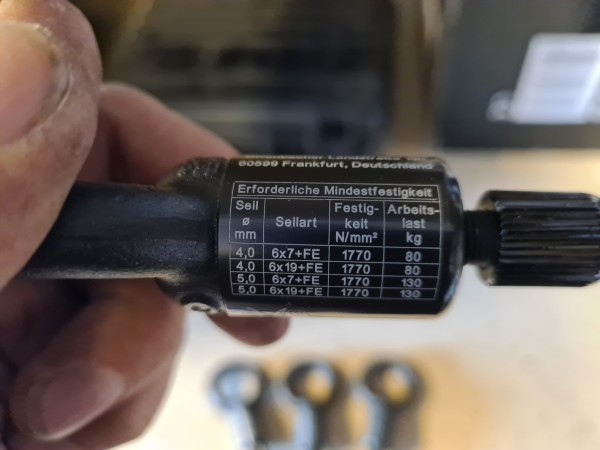 60599 Frankfurt, Deutschland
Erforderliche Mindestfestigkeit
Seil ø mm Seilart Festig-keit N/mm² Arbeits-last kg
4,0 6x7+FE 1770 80
4,0 6x19+FE 1770 80
5,0 6x7+FE 1770 130
5,0 6x19+FE 1770 130